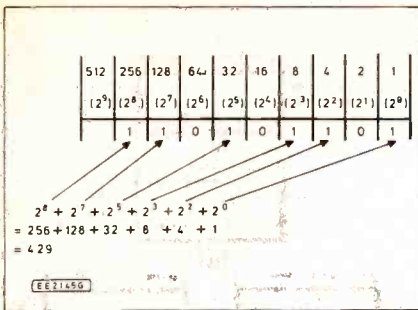 512 256 128 64 32 16 8 4 2 1
(2⁹) (2⁸) (2⁷) (2⁶) (2⁵) (2⁴) (2³) (2²) (2¹) (2⁰)
1 1 0 1 0 1 1 0 1
2⁸ + 2⁷ + 2⁵ + 2³ + 2² + 2⁰
= 256+128 + 32 + 8 + 4 + 1
= 429
EE2145G